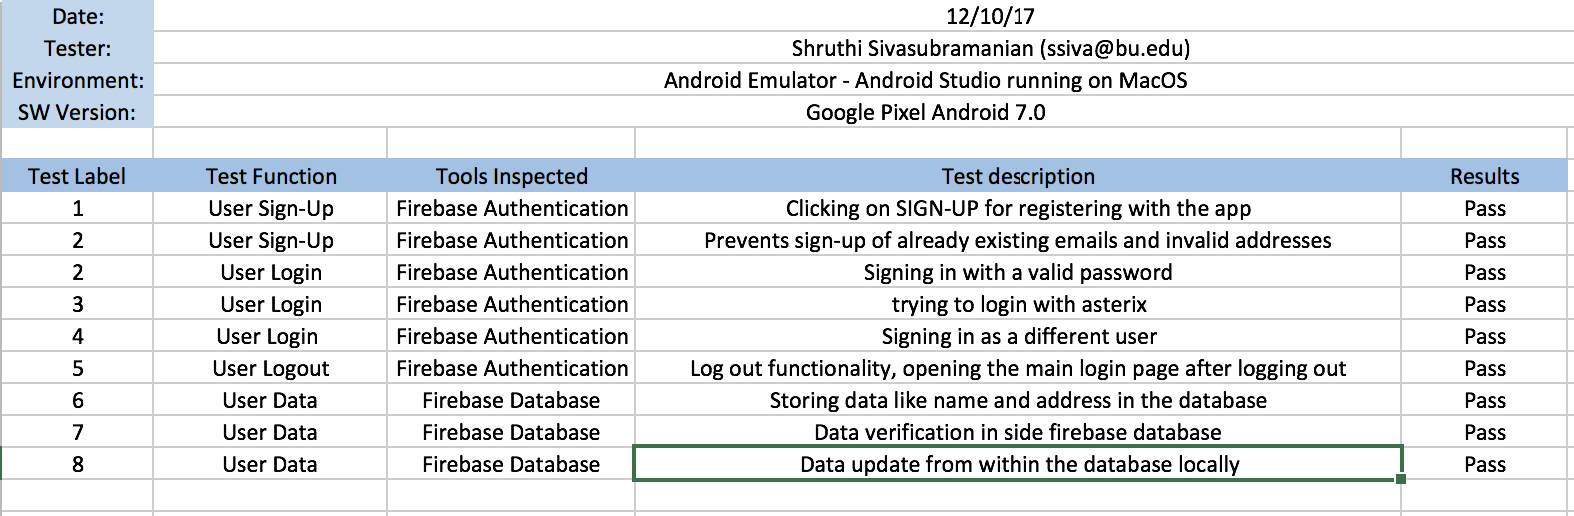 Date: 12/10/17
Tester: Shruthi Sivasubramanian (ssiva@bu.edu)
Environment: Android Emulator - Android Studio running on MacOS
SW Version: Google Pixel Android 7.0
Test Label Test Function Tools Inspected Test description Results
1 User Sign-Up Firebase Authentication Clicking on SIGN-UP for registering with the app Pass
2 User Sign-Up Firebase Authentication Prevents sign-up of already existing emails and invalid addresses Pass
2 User Login Firebase Authentication Signing in with a valid password Pass
3 User Login Firebase Authentication trying to login with asterix Pass
4 User Login Firebase Authentication Signing in as a different user Pass
5 User Logout Firebase Authentication Log out functionality, opening the main login page after logging out Pass
6 User Data Firebase Database Storing data like name and address in the database Pass
7 User Data Firebase Database Data verification in side firebase database Pass
8 User Data Firebase Database Data update from within the database locally Pass